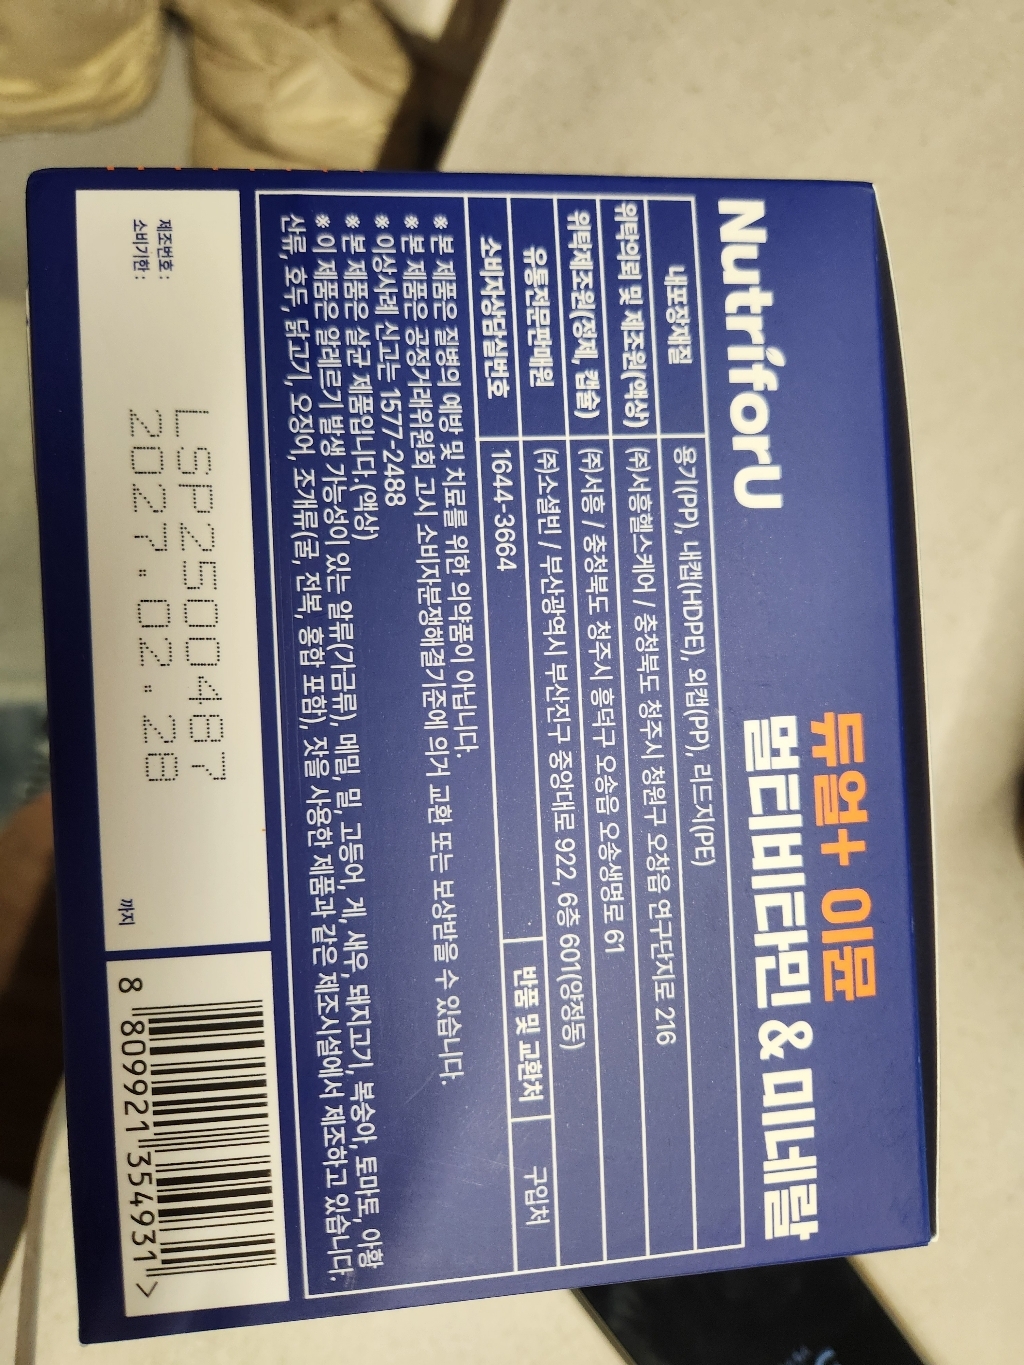 NutriforU
듀얼+ 이뮨
멀티비타민 & 미네랄
내포장재질 용기(PP), 내캡(HDPE), 외캡(PP), 리드지(PE)
위탁의뢰 및 제조원(액상) (주)서흥헬스케어 / 충청북도 청주시 청원구 오창읍 연구단지로 216
위탁제조원(정제, 캡슐) (주)서흥 / 충청북도 청주시 흥덕구 오송읍 오송생명로 61
유통전문판매원 (주)소셜빈 / 부산광역시 부산진구 중앙대로 922, 6층 601(양정동)
소비자상담실번호 1644-3664 반품 및 교환처 구입처
※ 본 제품은 질병의 예방 및 치료를 위한 의약품이 아닙니다.
※ 본 제품은 공정거래위원회 고시 소비자분쟁해결기준에 의거 교환 또는 보상받을 수 있습니다.
※ 이상사례 신고는 1577-2488
※ 본 제품은 살균 제품입니다.(액상)
※ 이 제품은 알레르기 발생 가능성이 있는 알류(가금류), 메밀, 밀, 고등어, 게, 새우, 돼지고기, 복숭아, 토마토, 아황
산류, 호두, 닭고기, 오징어, 조개류(굴, 전복, 홍합 포함), 잣을 사용한 제품과 같은 제조시설에서 제조하고 있습니다.
제조번호 : LSP2500487
소비기한 : 2027.02.28 까지
8 809921 354931 >